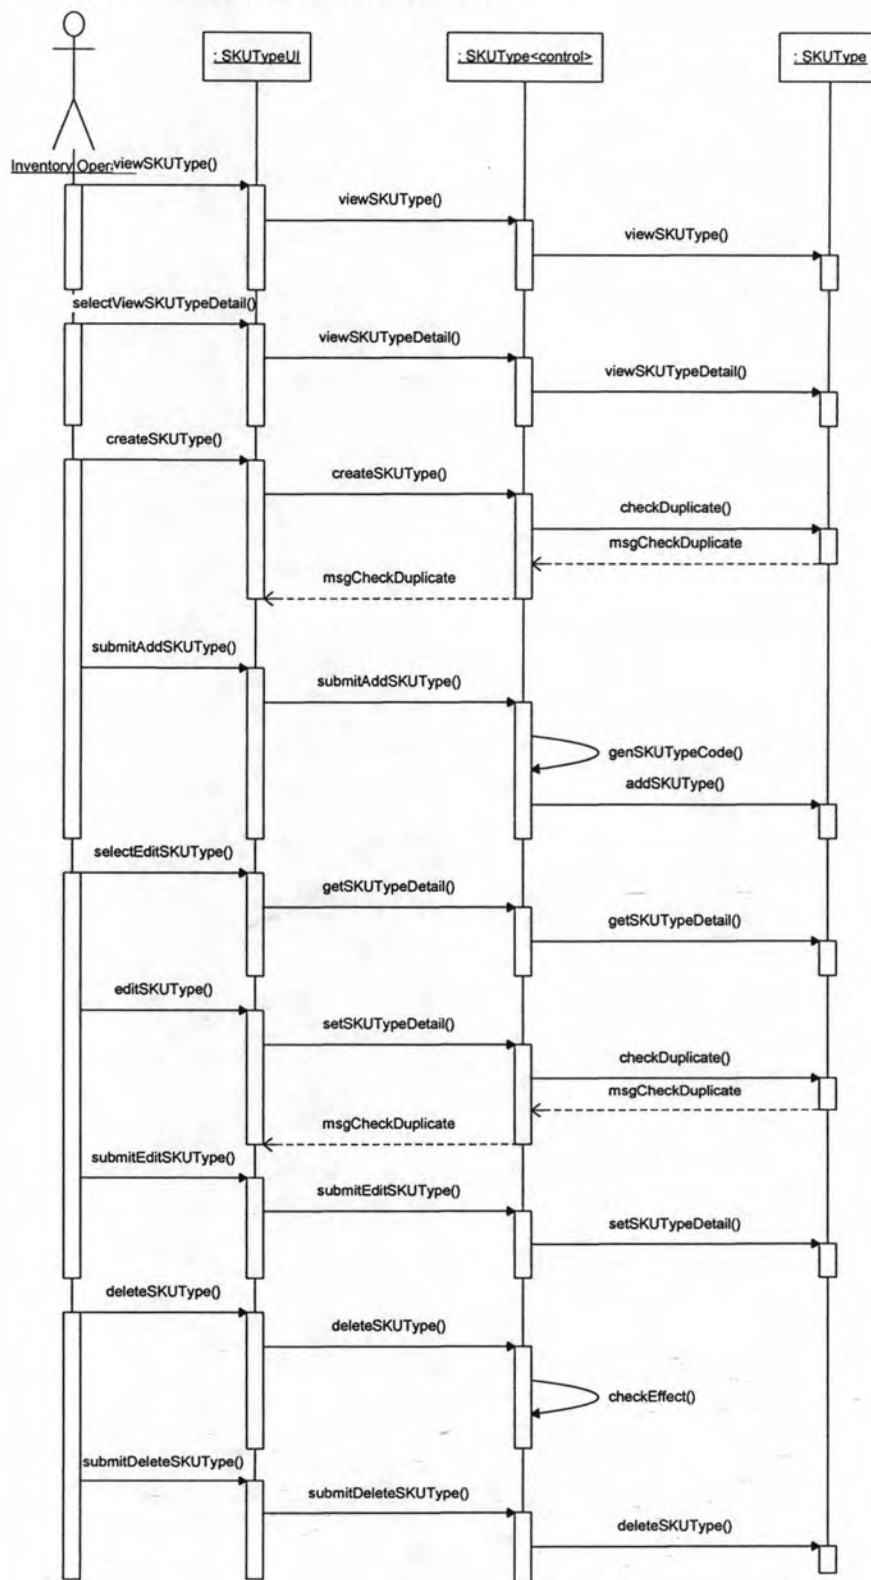 : SKUTypeUI
: SKUType<control>
: SKUType
Inventory Oper
viewSKUType()
viewSKUType()
viewSKUType()
selectViewSKUTypeDetail()
viewSKUTypeDetail()
viewSKUTypeDetail()
createSKUType()
createSKUType()
checkDuplicate()
msgCheckDuplicate
msgCheckDuplicate
submitAddSKUType()
submitAddSKUType()
genSKUTypeCode()
addSKUType()
selectEditSKUType()
getSKUTypeDetail()
getSKUTypeDetail()
editSKUType()
setSKUTypeDetail()
checkDuplicate()
msgCheckDuplicate
msgCheckDuplicate
submitEditSKUType()
submitEditSKUType()
setSKUTypeDetail()
deleteSKUType()
deleteSKUType()
checkEffect()
submitDeleteSKUType()
submitDeleteSKUType()
deleteSKUType()